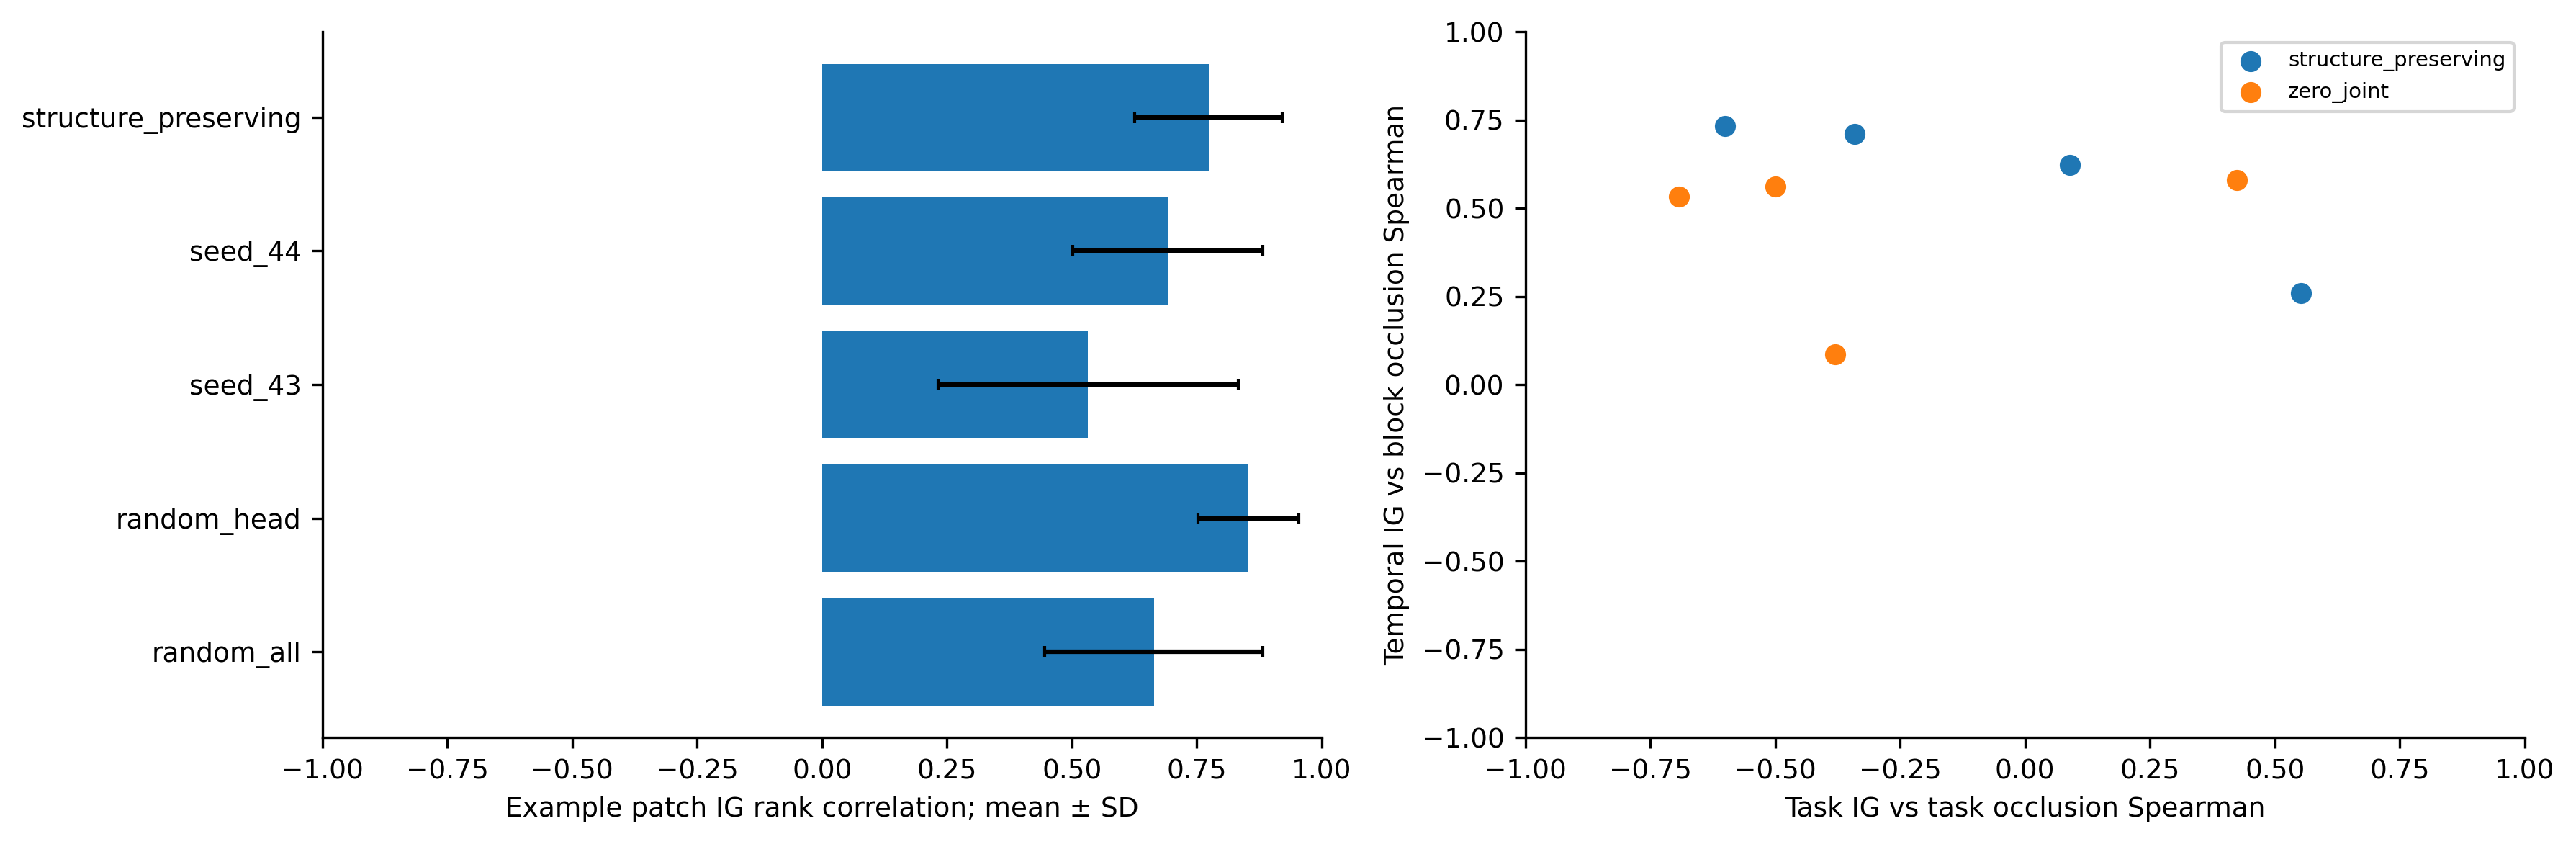 structure_preserving
seed_44
seed_43
random_head
random_all
−1.00 −0.75 −0.50 −0.25 0.00 0.25 0.50 0.75 1.00
Example patch IG rank correlation; mean ± SD
Temporal IG vs block occlusion Spearman
1.00
0.75
0.50
0.25
0.00
−0.25
−0.50
−0.75
−1.00
structure_preserving
zero_joint
−1.00 −0.75 −0.50 −0.25 0.00 0.25 0.50 0.75 1.00
Task IG vs task occlusion Spearman